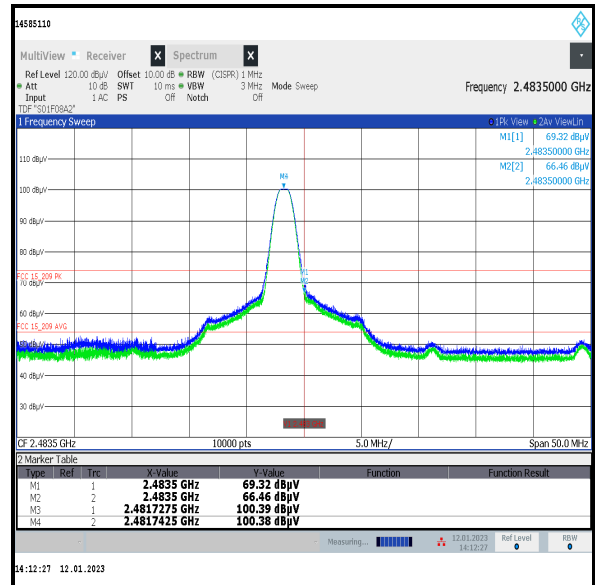 14585110
MultiView Receiver X Spectrum X
Ref Level 120.00 dBµV Offset 10.00 dB RBW (CISPR) 1 MHz
Att 10 dB SWT 10 ms VBW 3 MHz Mode Sweep Frequency 2.4835000 GHz
Input 1 AC PS Off Notch Off
TDF "S01F08A2"
1 Frequency Sweep 1Pk View 2Av ViewLin
M1[1] 69.32 dBµV
2.48350000 GHz
M2[2] 66.46 dBµV
2.48350000 GHz
110 dBµV
M4
100 dBµV
90 dBµV
80 dBµV
FCC 15_209 PK
M1
70 dBµV
60 dBµV
FCC 15_209 AVG
40 dBµV
30 dBµV
CF 2.4835 GHz 10000 pts 5.0 MHz/ Span 50.0 MHz
2 Marker Table
Type Ref Trc X-Value Y-Value Function Function Result
M1 1 2.4835 GHz 69.32 dBµV
M2 2 2.4835 GHz 66.46 dBµV
M3 1 2.4817275 GHz 100.39 dBµV
M4 2 2.4817425 GHz 100.38 dBµV
Measuring... 12.01.2023 Ref Level RBW
14:12:27
14:12:27 12.01.2023